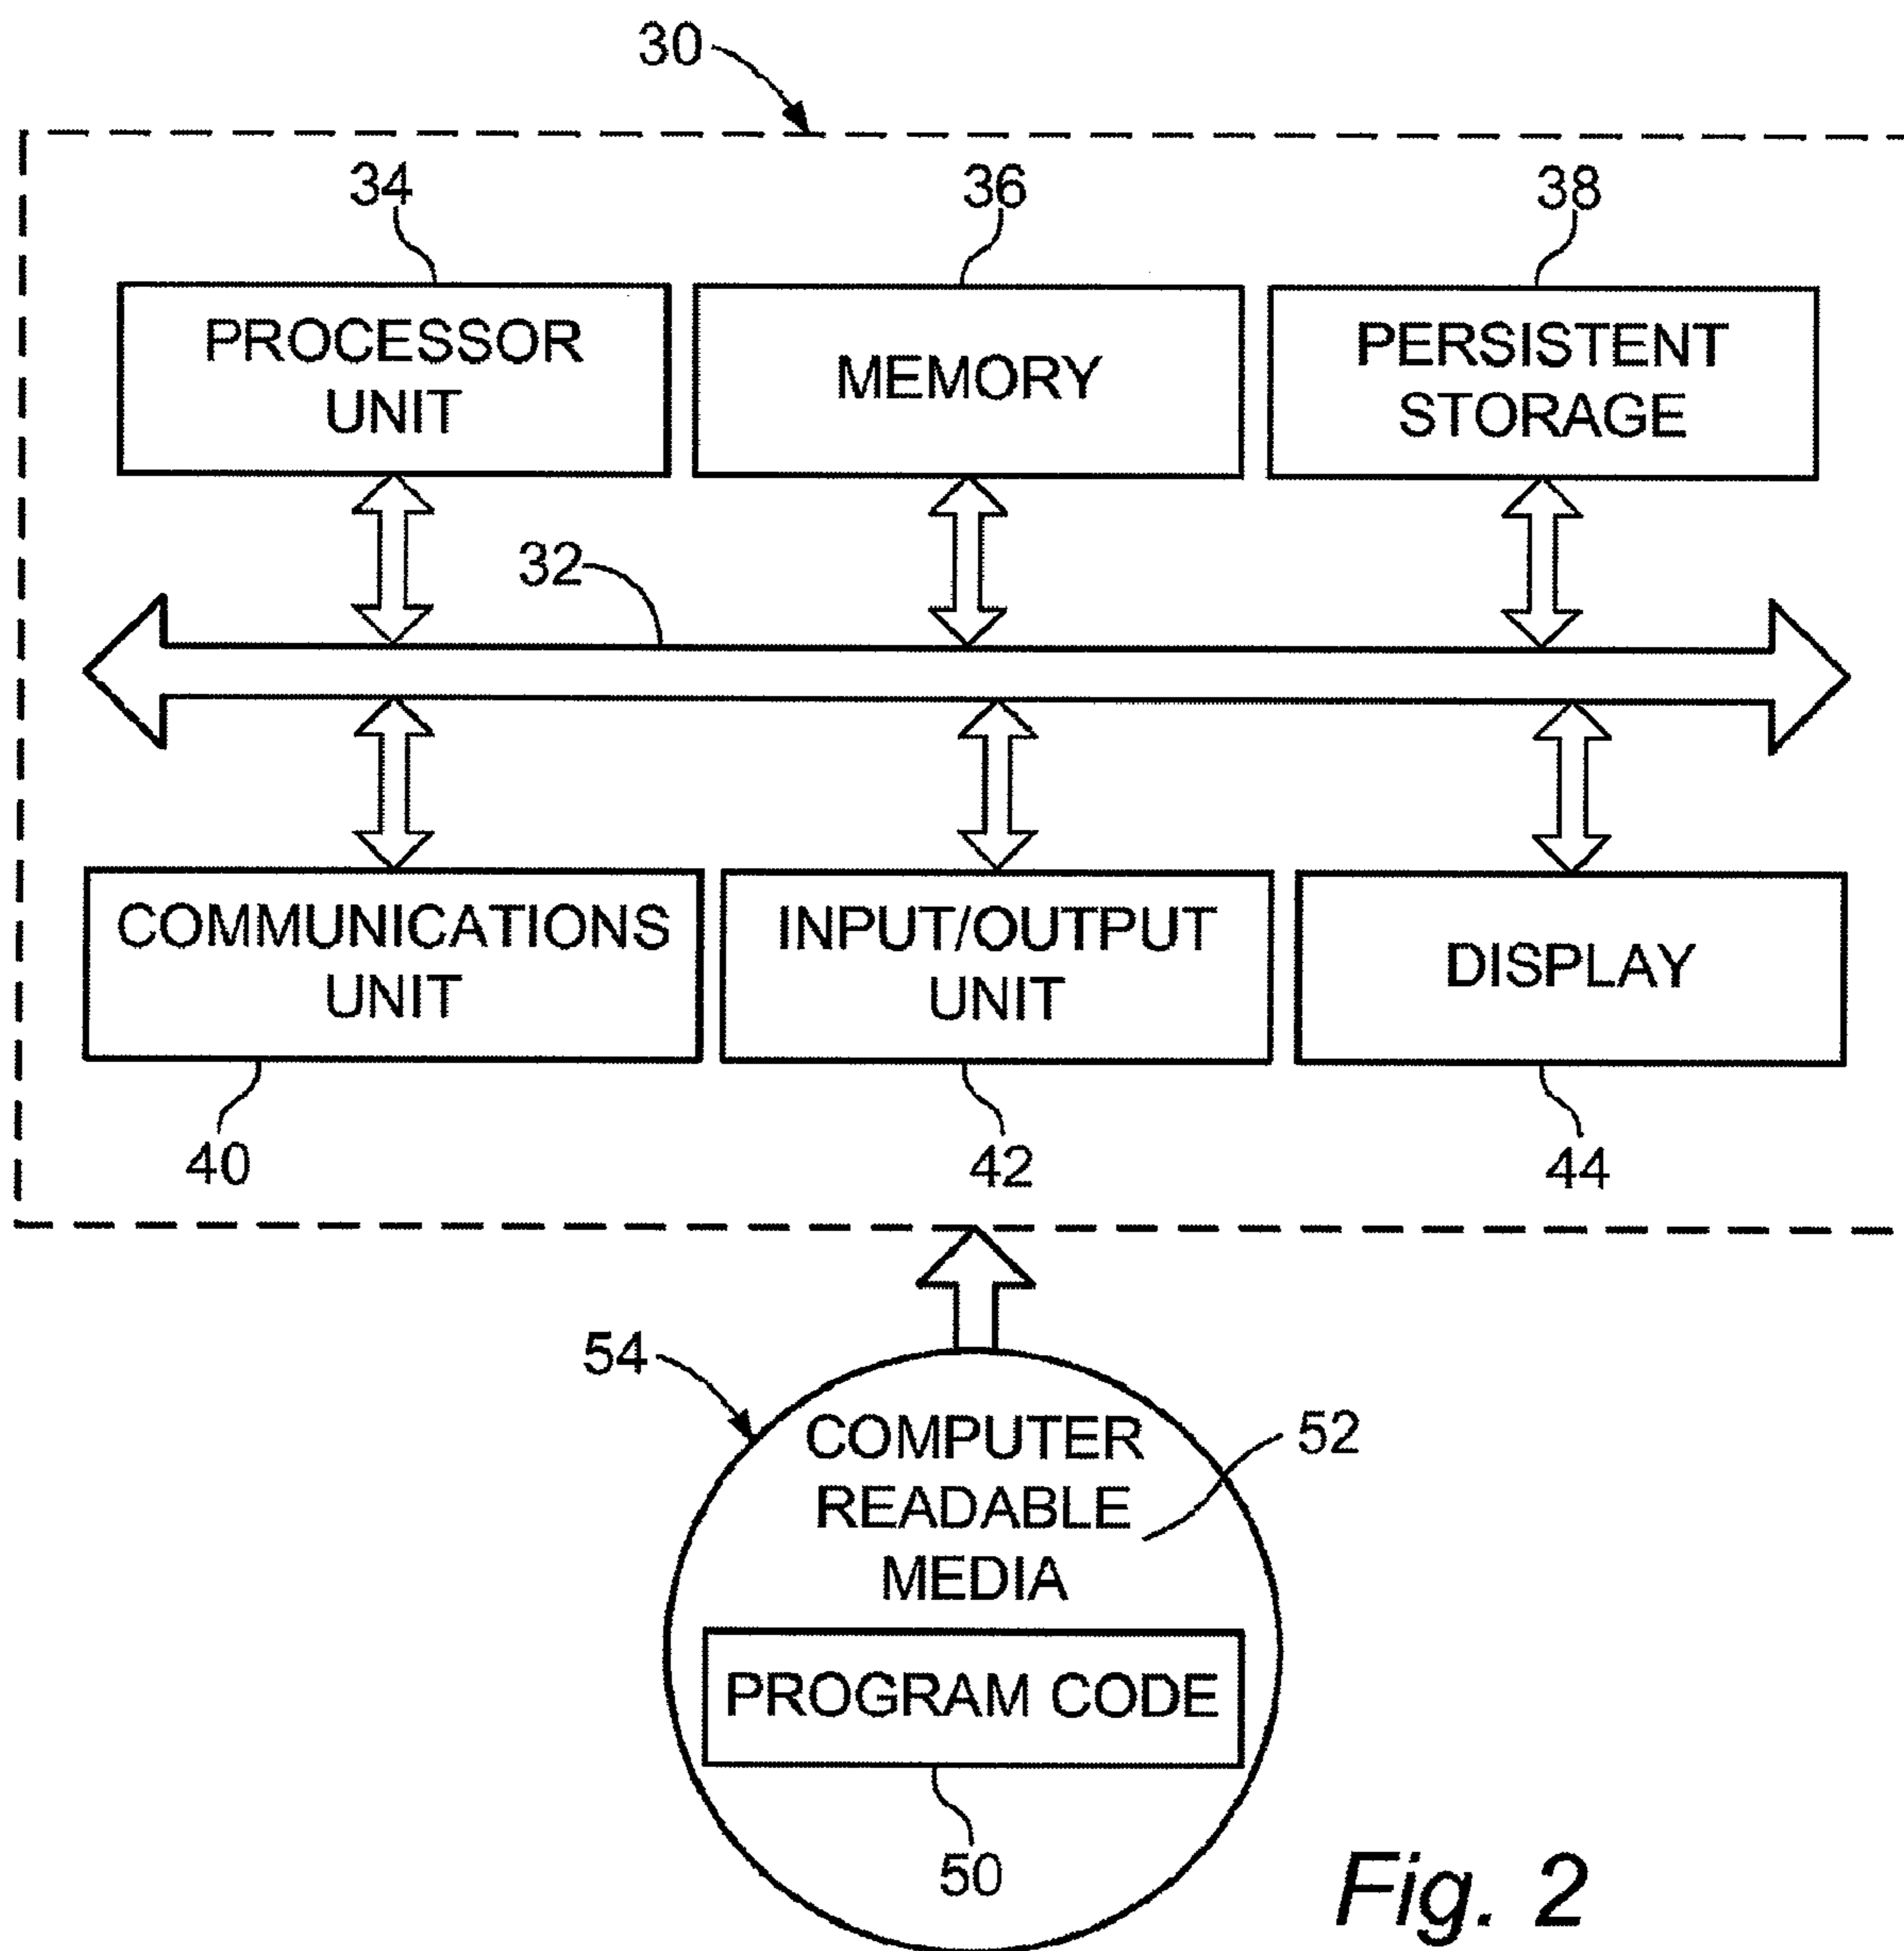 30
34
36
38
PROCESSOR
UNIT
MEMORY
PERSISTENT
STORAGE
32
COMMUNICATIONS
UNIT
INPUT/OUTPUT
UNIT
DISPLAY
40
42
44
54
COMPUTER
READABLE
MEDIA
52
PROGRAM CODE
50
Fig. 2